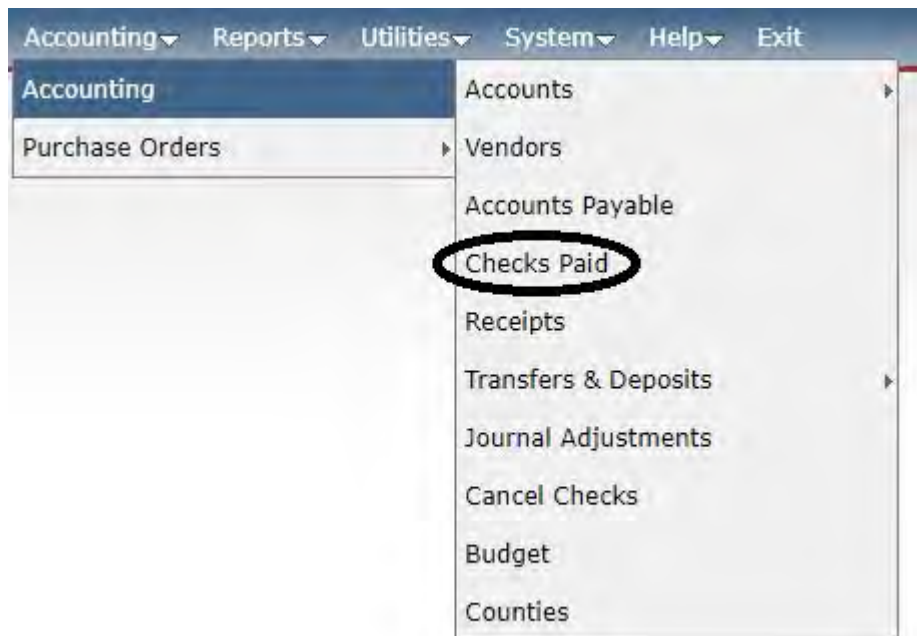 Accounting Reports Utilities System Help Exit
Accounting
Purchase Orders
Accounts
Vendors
Accounts Payable
Checks Paid
Receipts
Transfers & Deposits
Journal Adjustments
Cancel Checks
Budget
Counties